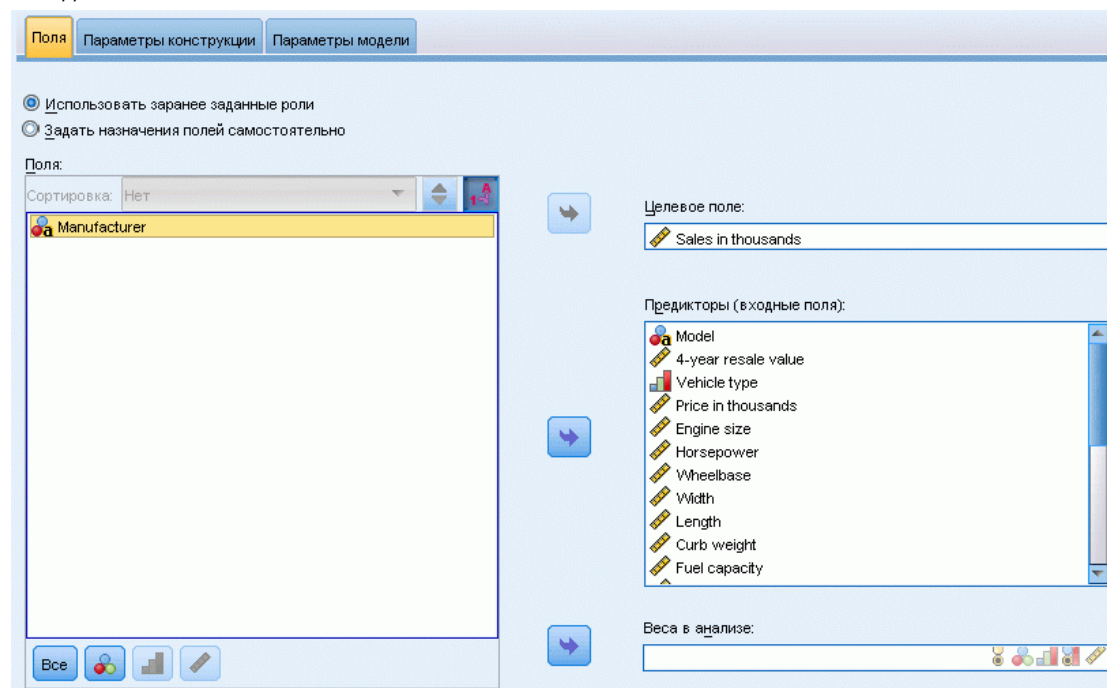 Поля Параметры конструкции Параметры модели
Использовать заранее заданные роли
Задать назначения полей самостоятельно
Поля:
Сортировка: Нет
Manufacturer
Все
Целевое поле:
Sales in thousands
Предикторы (входные поля):
Model
4-year resale value
Vehicle type
Price in thousands
Engine size
Horsepower
Wheelbase
Width
Length
Curb weight
Fuel capacity
Веса в анализе: